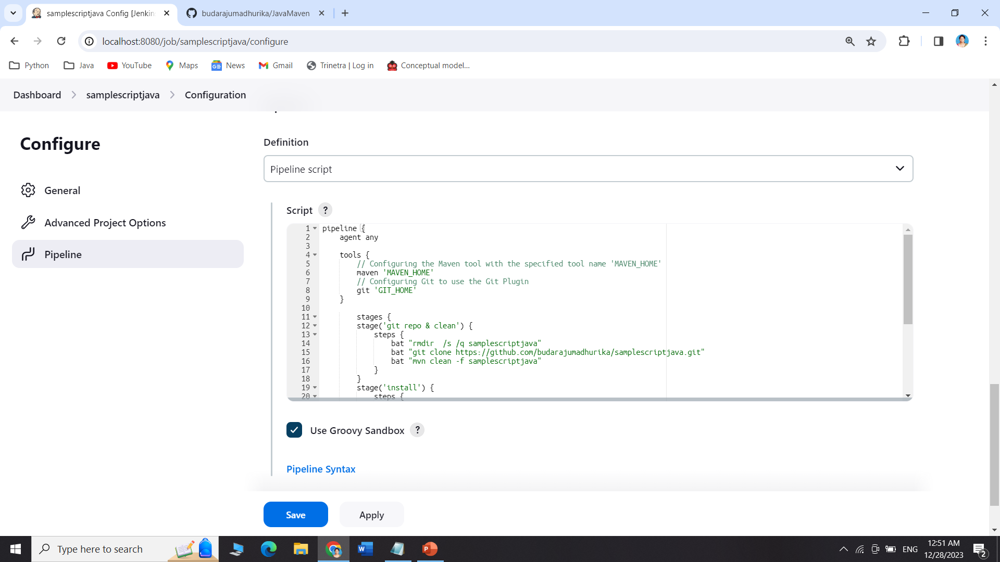 samplescriptjava Config [Jenkin
budarajumadhurika/JavaMaven
localhost:8080/job/samplescriptjava/configure
Python
Java
YouTube
Maps
News
Gmail
Trinetra | Log in
Conceptual model...
Dashboard
samplescriptjava
Configuration
Configure
General
Advanced Project Options
Pipeline
Definition
Pipeline script
Script ?
1 pipeline {
2 agent any
3
4 tools {
5 // Configuring the Maven tool with the specified tool name 'MAVEN_HOME'
6 maven 'MAVEN_HOME'
7 // Configuring Git to use the Git Plugin
8 git 'GIT_HOME'
9 }
10
11 stages {
12 stage('git repo & clean') {
13 steps {
14 bat "rmdir  /s /q samplescriptjava"
15 bat "git clone https://github.com/budarajumadhurika/samplescriptjava.git"
16 bat "mvn clean -f samplescriptjava"
17 }
18 }
19 stage('install') {
20 steps {
Use Groovy Sandbox ?
Pipeline Syntax
Save
Apply
Type here to search
ENG
12:51 AM
12/28/2023
2